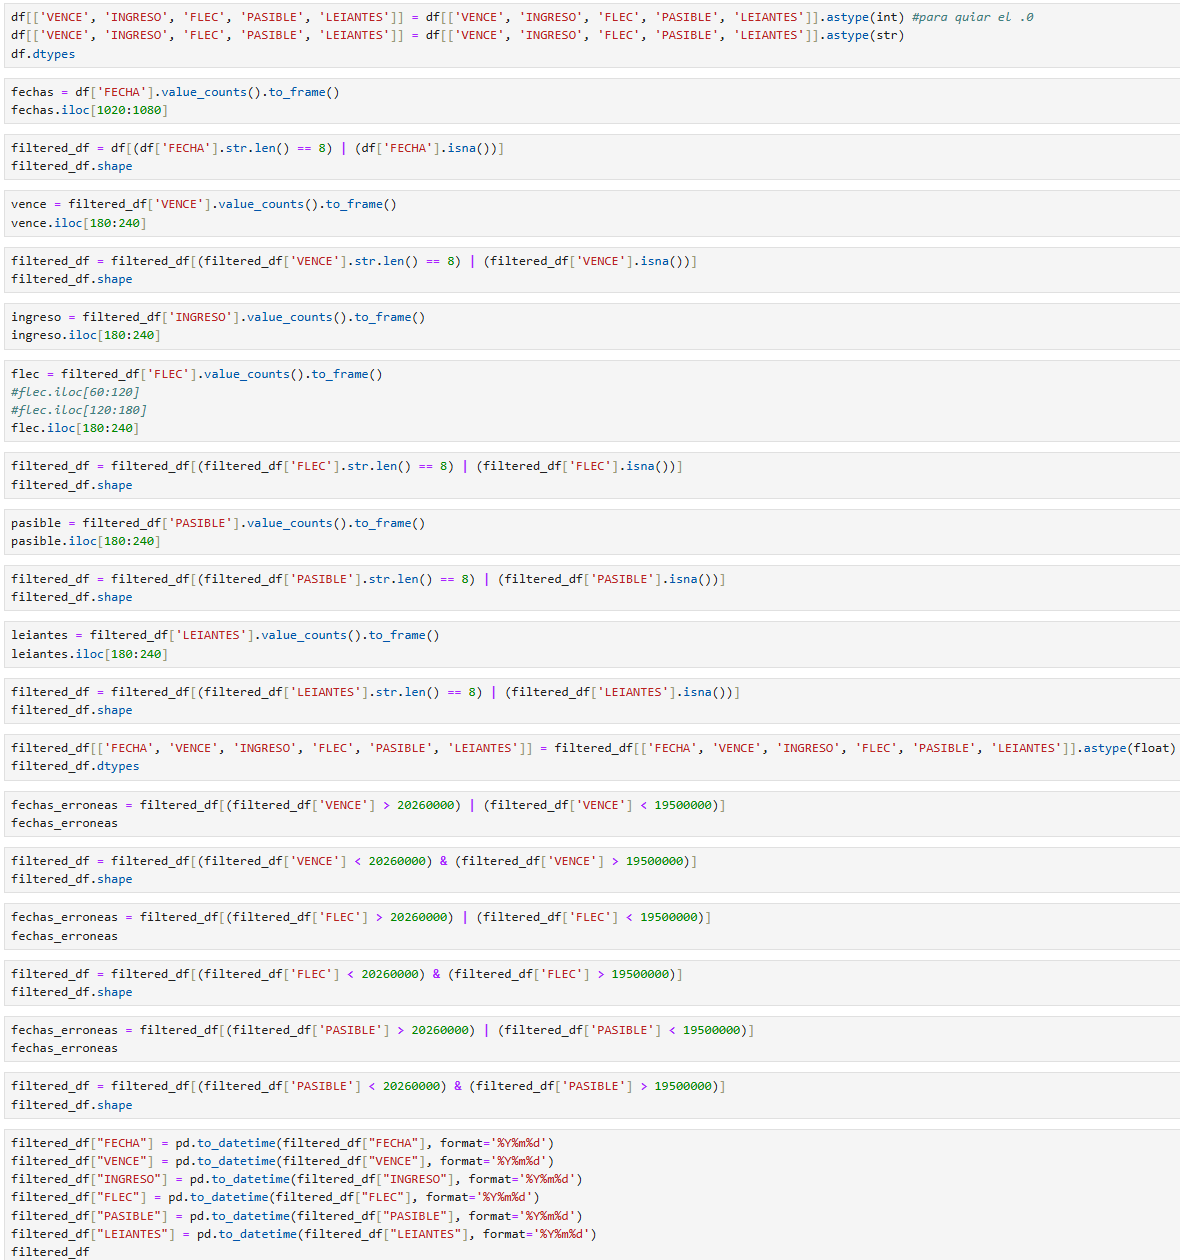 df[['VENCE', 'INGRESO', 'FLEC', 'PASIBLE', 'LEIANTES']] = df[['VENCE', 'INGRESO', 'FLEC', 'PASIBLE', 'LEIANTES']].astype(int) #para quiar el .0
df[['VENCE', 'INGRESO', 'FLEC', 'PASIBLE', 'LEIANTES']] = df[['VENCE', 'INGRESO', 'FLEC', 'PASIBLE', 'LEIANTES']].astype(str)
df.dtypes
fechas = df['FECHA'].value_counts().to_frame()
fechas.iloc[1020:1080]
filtered_df = df[(df['FECHA'].str.len() == 8) | (df['FECHA'].isna())]
filtered_df.shape
vence = filtered_df['VENCE'].value_counts().to_frame()
vence.iloc[180:240]
filtered_df = filtered_df[(filtered_df['VENCE'].str.len() == 8) | (filtered_df['VENCE'].isna())]
filtered_df.shape
ingreso = filtered_df['INGRESO'].value_counts().to_frame()
ingreso.iloc[180:240]
flec = filtered_df['FLEC'].value_counts().to_frame()
#flec.iloc[60:120]
#flec.iloc[120:180]
flec.iloc[180:240]
filtered_df = filtered_df[(filtered_df['FLEC'].str.len() == 8) | (filtered_df['FLEC'].isna())]
filtered_df.shape
pasible = filtered_df['PASIBLE'].value_counts().to_frame()
pasible.iloc[180:240]
filtered_df = filtered_df[(filtered_df['PASIBLE'].str.len() == 8) | (filtered_df['PASIBLE'].isna())]
filtered_df.shape
leiantes = filtered_df['LEIANTES'].value_counts().to_frame()
leiantes.iloc[180:240]
filtered_df = filtered_df[(filtered_df['LEIANTES'].str.len() == 8) | (filtered_df['LEIANTES'].isna())]
filtered_df.shape
filtered_df[['FECHA', 'VENCE', 'INGRESO', 'FLEC', 'PASIBLE', 'LEIANTES']] = filtered_df[['FECHA', 'VENCE', 'INGRESO', 'FLEC', 'PASIBLE', 'LEIANTES']].astype(float)
filtered_df.dtypes
fechas_erroneas = filtered_df[(filtered_df['VENCE'] > 20260000) | (filtered_df['VENCE'] < 19500000)]
fechas_erroneas
filtered_df = filtered_df[(filtered_df['VENCE'] < 20260000) & (filtered_df['VENCE'] > 19500000)]
filtered_df.shape
fechas_erroneas = filtered_df[(filtered_df['FLEC'] > 20260000) | (filtered_df['FLEC'] < 19500000)]
fechas_erroneas
filtered_df = filtered_df[(filtered_df['FLEC'] < 20260000) & (filtered_df['FLEC'] > 19500000)]
filtered_df.shape
fechas_erroneas = filtered_df[(filtered_df['PASIBLE'] > 20260000) | (filtered_df['PASIBLE'] < 19500000)]
fechas_erroneas
filtered_df = filtered_df[(filtered_df['PASIBLE'] < 20260000) & (filtered_df['PASIBLE'] > 19500000)]
filtered_df.shape
filtered_df["FECHA"] = pd.to_datetime(filtered_df["FECHA"], format='%Y%m%d')
filtered_df["VENCE"] = pd.to_datetime(filtered_df["VENCE"], format='%Y%m%d')
filtered_df["INGRESO"] = pd.to_datetime(filtered_df["INGRESO"], format='%Y%m%d')
filtered_df["FLEC"] = pd.to_datetime(filtered_df["FLEC"], format='%Y%m%d')
filtered_df["PASIBLE"] = pd.to_datetime(filtered_df["PASIBLE"], format='%Y%m%d')
filtered_df["LEIANTES"] = pd.to_datetime(filtered_df["LEIANTES"], format='%Y%m%d')
filtered_df